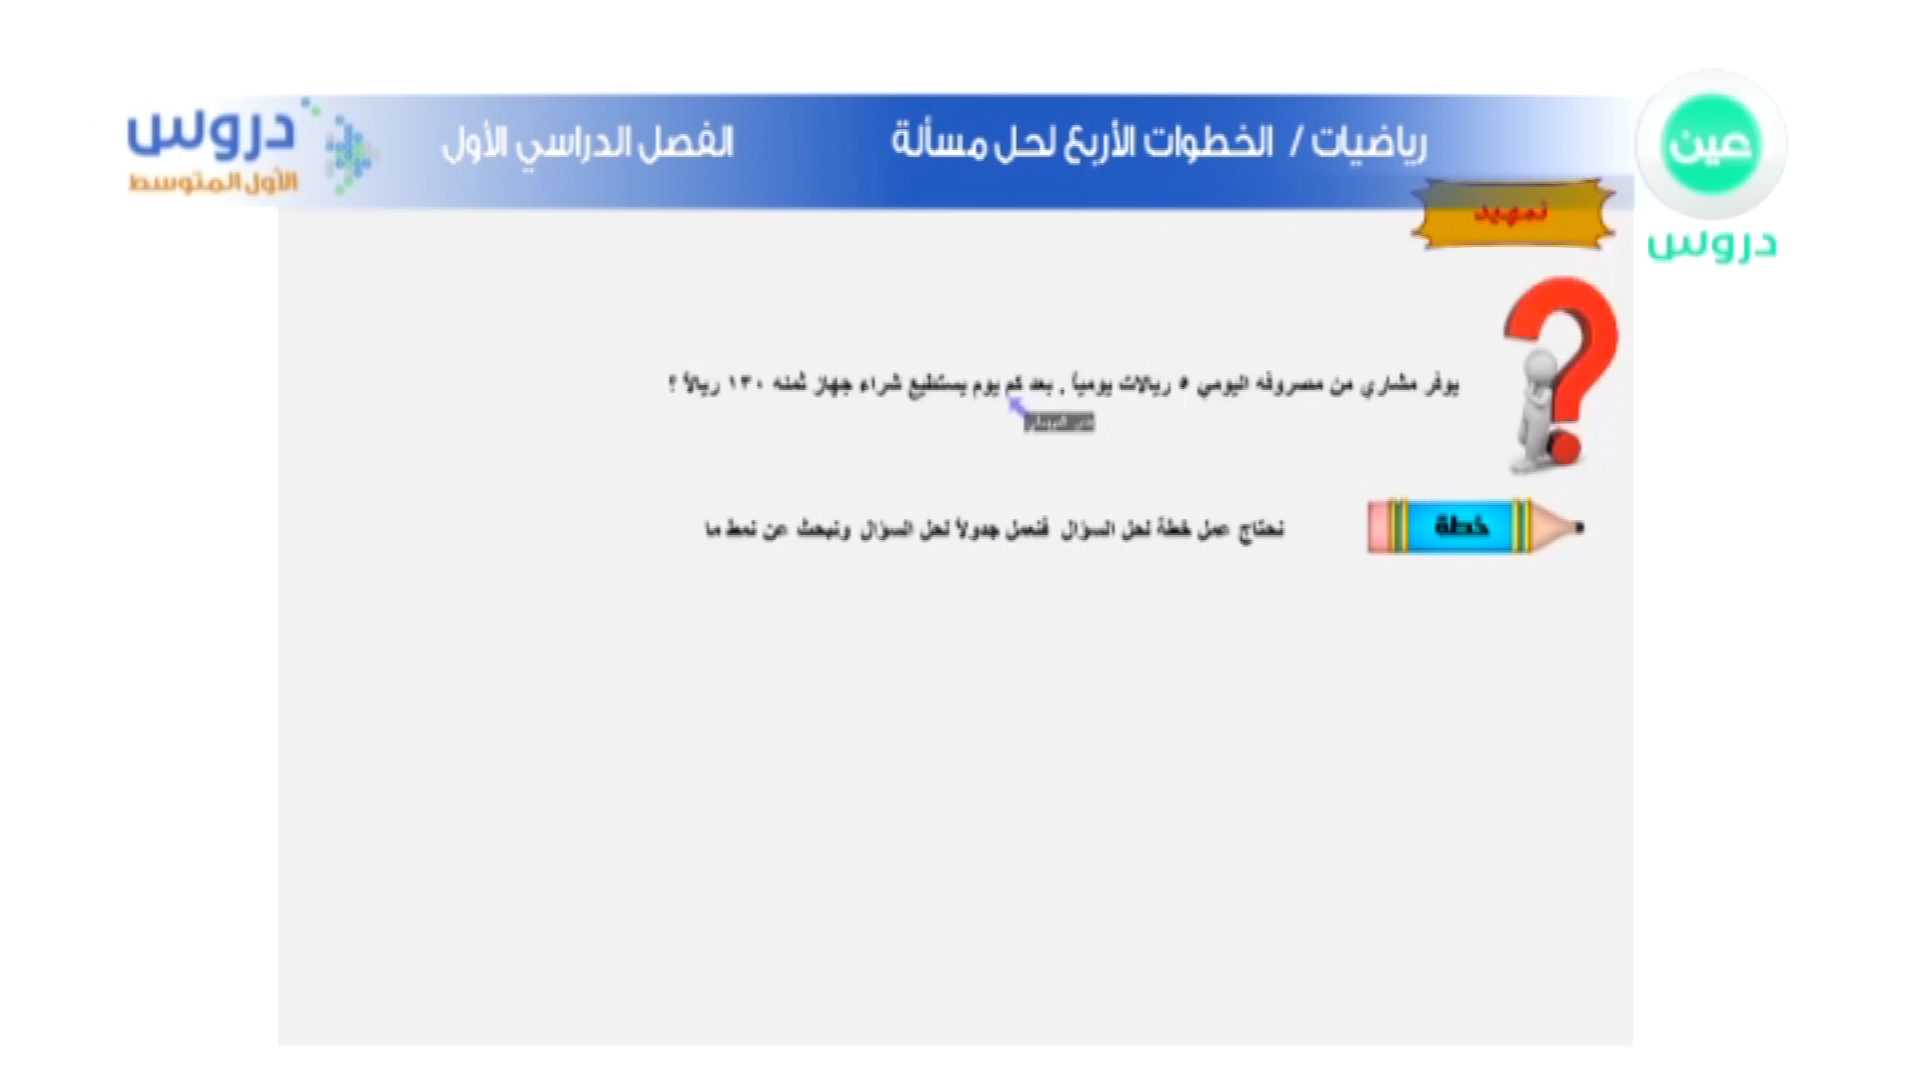 دروس
الأول المتوسط
رياضيات / الخطوات الأربع لحل مسألة
الفصل الدراسي الأول
عين
دروس
تمهيد
يوفر مشاري من مصروفه اليومي ٥ ريالات يومياً , بعد كم يوم يستطيع شراء جهاز ثمنه ١٣٠ ريالاً ؟
خطة
نحتاج عمل خطة لحل السؤال فنعمل جدولاً لحل السؤال ونبحث عن نمط ما